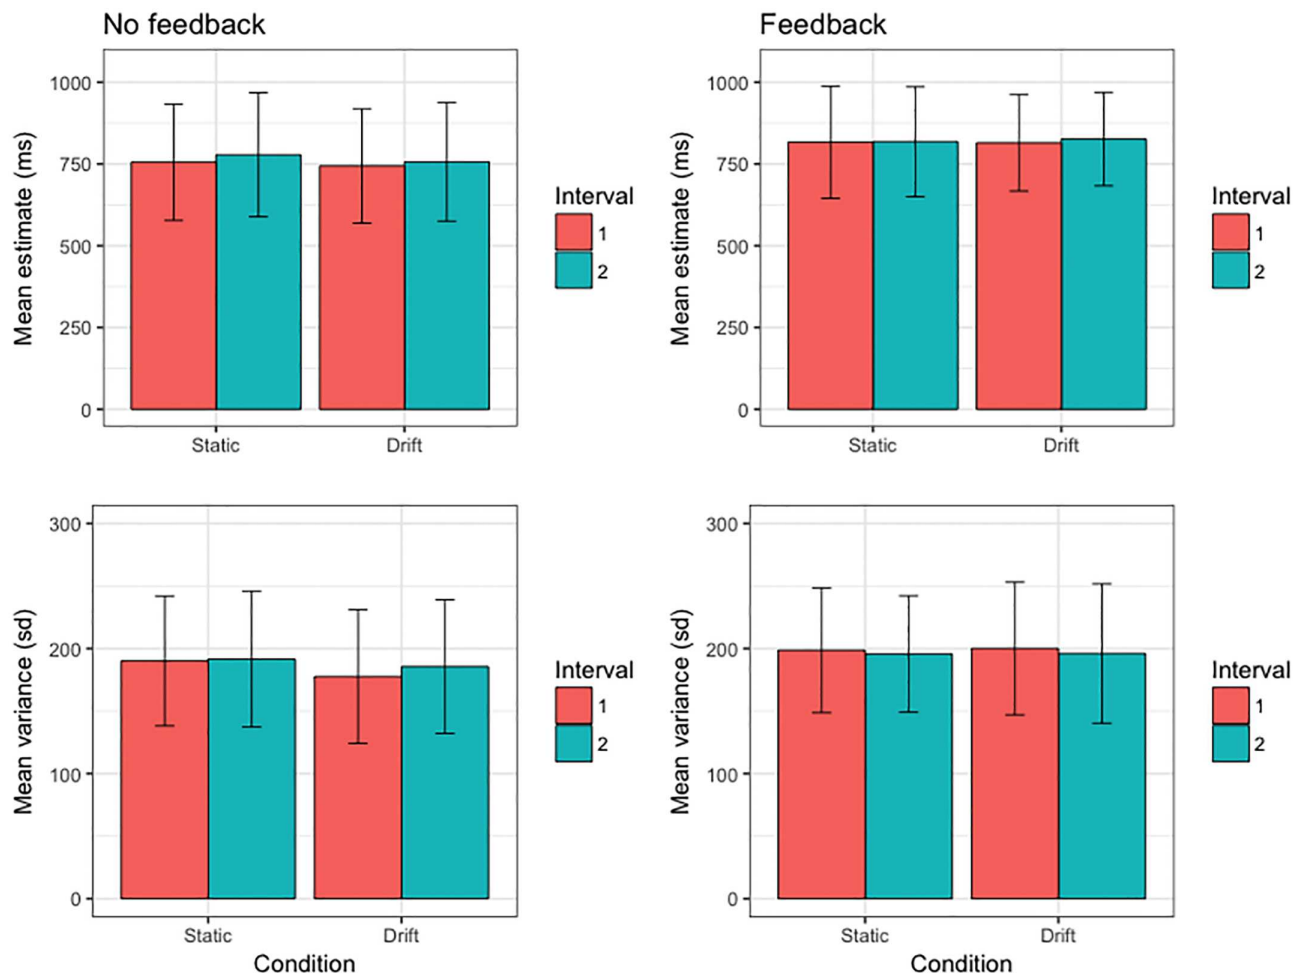 No feedback
Mean estimate (ms)
1000
750
500
250
0
Static
Drift
Interval
1
2
Feedback
Mean estimate (ms)
1000
750
500
250
0
Static
Drift
Interval
1
2
Mean variance (sd)
300
200
100
0
Static
Drift
Condition
Interval
1
2
Mean variance (sd)
300
200
100
0
Static
Drift
Condition
Interval
1
2